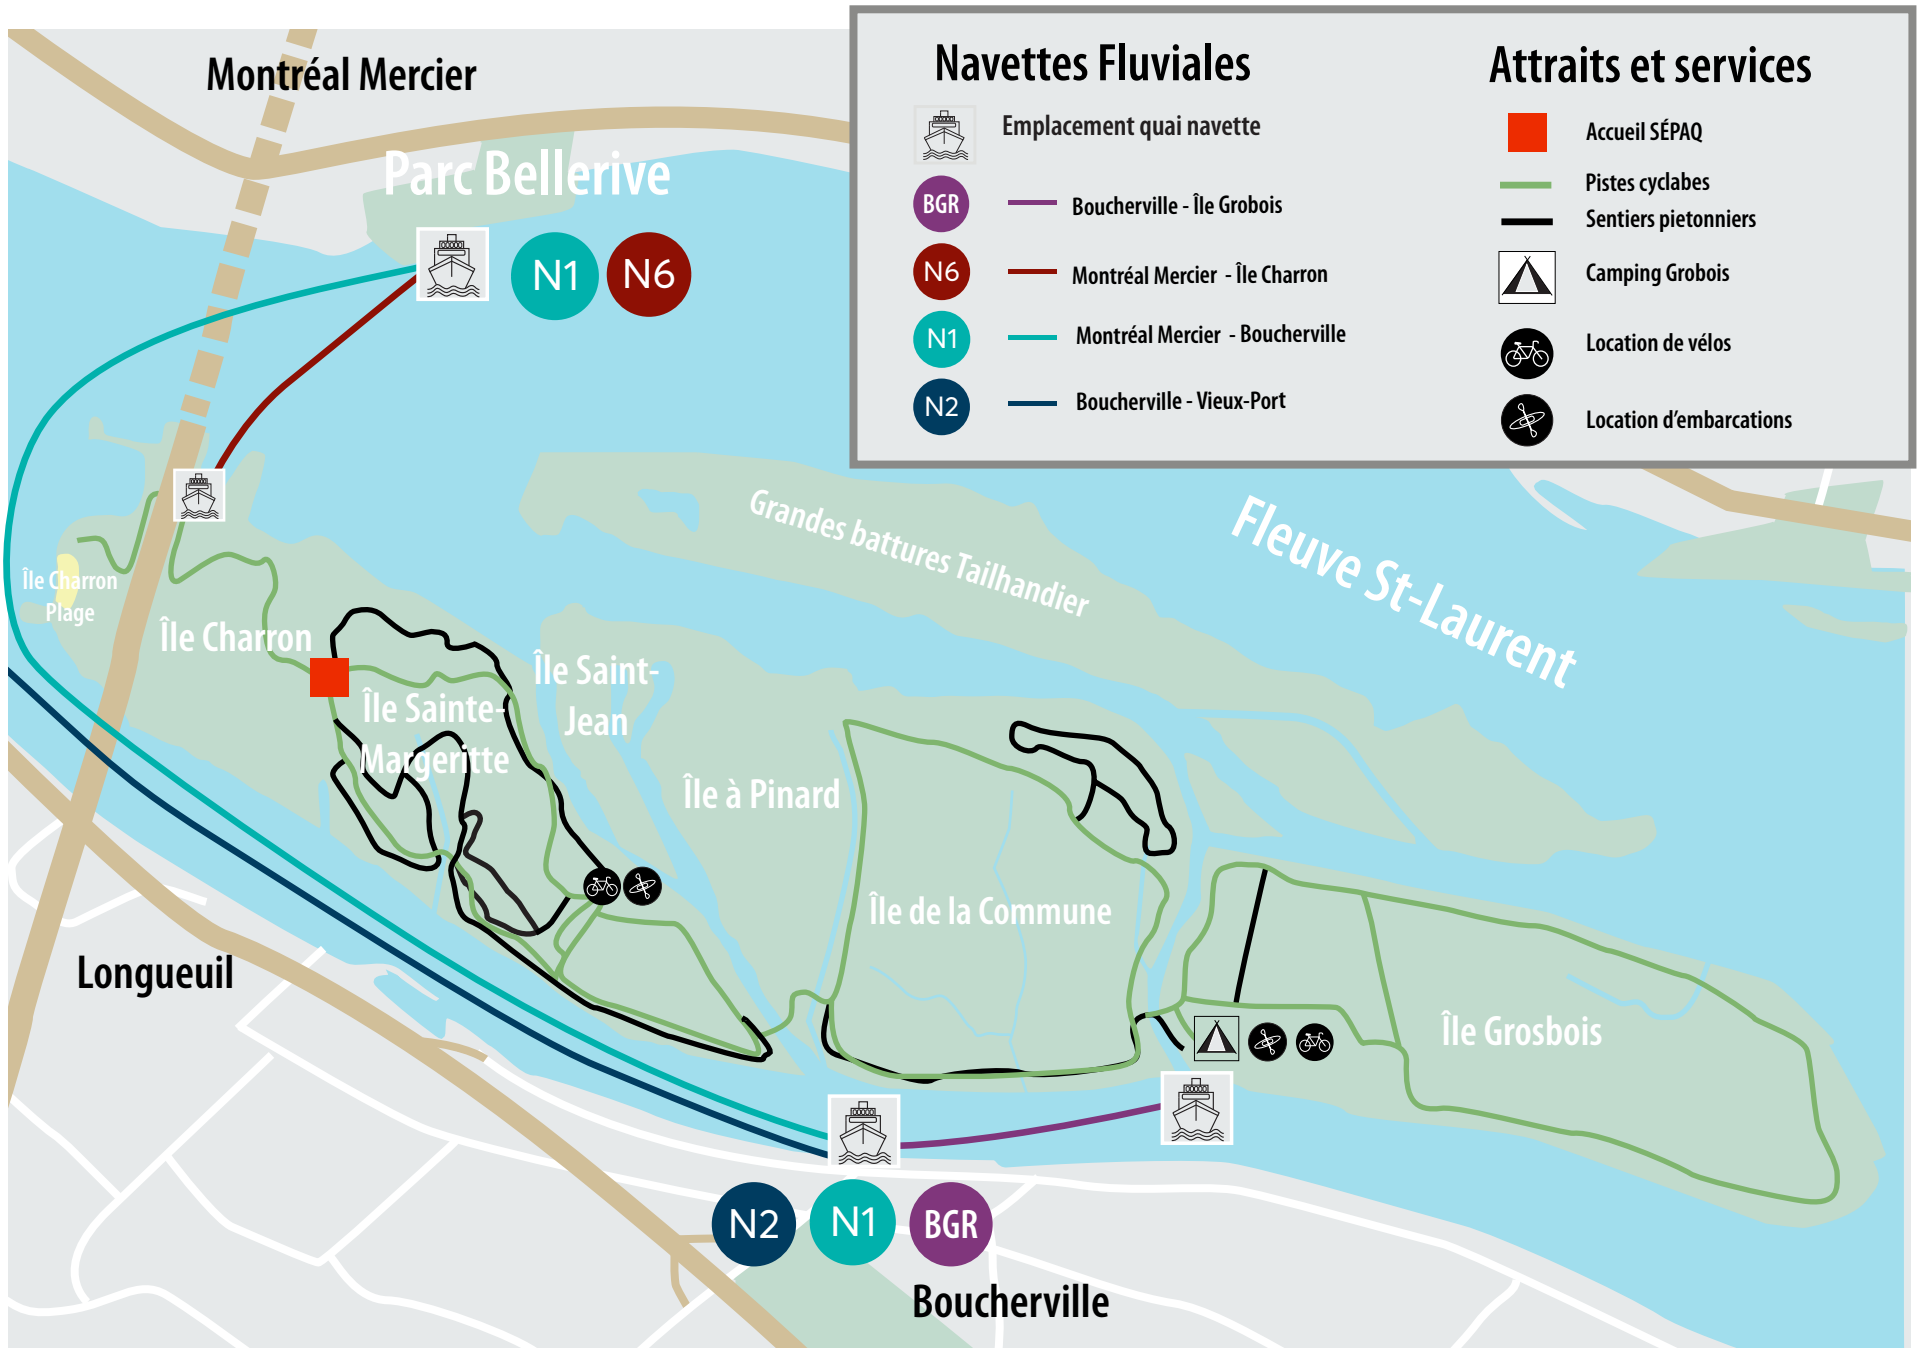 Montréal Mercier
Parc Bellerive
N1
N6
Navettes Fluviales
Emplacement quai navette
BGR
Boucherville - Île Grobois
N6
Montréal Mercier - Île Charron
N1
Montréal Mercier - Boucherville
N2
Boucherville - Vieux-Port
Attraits et services
Accueil SÉPAQ
Pistes cyclabes
Sentiers pietonniers
Camping Grobois
Location de vélos
Location d'embarcations
Grandes battures Tailhandier
Fleuve St-Laurent
Île Charron
Plage
Île Charron
Île Sainte-
Margeritte
Île Saint-
Jean
Île à Pinard
Île de la Commune
Île Grosbois
Longueuil
N2
N1
BGR
Boucherville